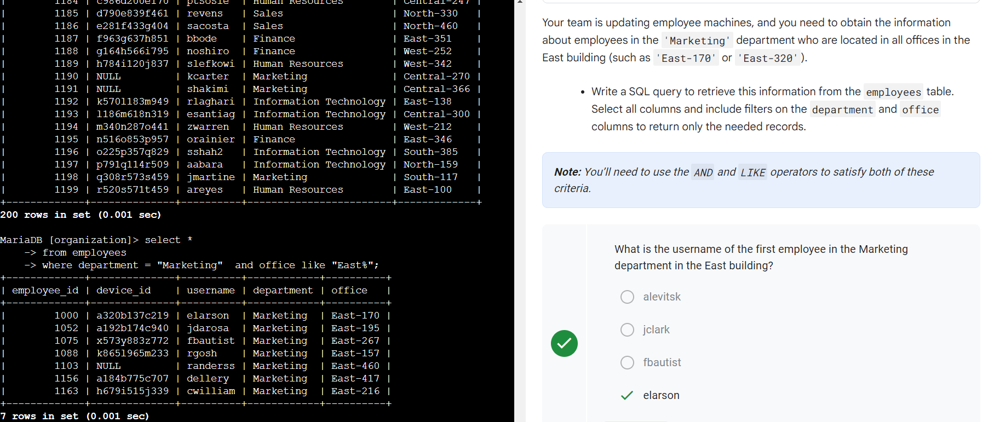 |        1184 | c986d200e170 | ptsosie  | Human Resources        | Central-247 |
|        1185 | d790e839f461 | revens   | Sales                  | North-330   |
|        1186 | e281f433g404 | sacosta  | Sales                  | North-460   |
|        1187 | f963g637h851 | bbode    | Finance                | East-351    |
|        1188 | g164h566i795 | noshiro  | Finance                | West-252    |
|        1189 | h784i120j837 | slefkowi | Human Resources        | West-342    |
|        1190 | NULL         | kcarter  | Marketing              | Central-270 |
|        1191 | NULL         | shakimi  | Marketing              | Central-366 |
|        1192 | k570l183m949 | rlaghari | Information Technology | East-138    |
|        1193 | l186m618n319 | esantiag | Information Technology | Central-300 |
|        1194 | m340n287o441 | zwarren  | Human Resources        | West-212    |
|        1195 | n516o853p957 | orainier | Finance                | East-346    |
|        1196 | o225p357q829 | sshah2   | Information Technology | South-385   |
|        1197 | p791q114r509 | aabara   | Information Technology | North-159   |
|        1198 | q308r573s459 | jmartine | Marketing              | South-117   |
|        1199 | r520s571t459 | areyes   | Human Resources        | East-100    |
+-------------+--------------+----------+------------------------+-------------+
200 rows in set (0.001 sec)
MariaDB [organization]> select *
    -> from employees
    -> where department = "Marketing"  and office like "East%";
+-------------+--------------+----------+------------+----------+
| employee_id | device_id    | username | department | office   |
+-------------+--------------+----------+------------+----------+
|        1000 | a320b137c219 | elarson  | Marketing  | East-170 |
|        1052 | a192b174c940 | jdarosa  | Marketing  | East-195 |
|        1075 | x573y883z772 | fbautist | Marketing  | East-267 |
|        1088 | k865l965m233 | rgosh    | Marketing  | East-157 |
|        1103 | NULL         | randerss | Marketing  | East-460 |
|        1156 | a184b775c707 | dellery  | Marketing  | East-417 |
|        1163 | h679i515j339 | cwilliam | Marketing  | East-216 |
+-------------+--------------+----------+------------+----------+
7 rows in set (0.001 sec)
Your team is updating employee machines, and you need to obtain the information
about employees in the 'Marketing' department who are located in all offices in the
East building (such as 'East-170' or 'East-320').
• Write a SQL query to retrieve this information from the employees table.
Select all columns and include filters on the department and office
columns to return only the needed records.
Note: You'll need to use the AND and LIKE operators to satisfy both of these
criteria.
What is the username of the first employee in the Marketing
department in the East building?
alevitsk
jclark
fbautist
elarson